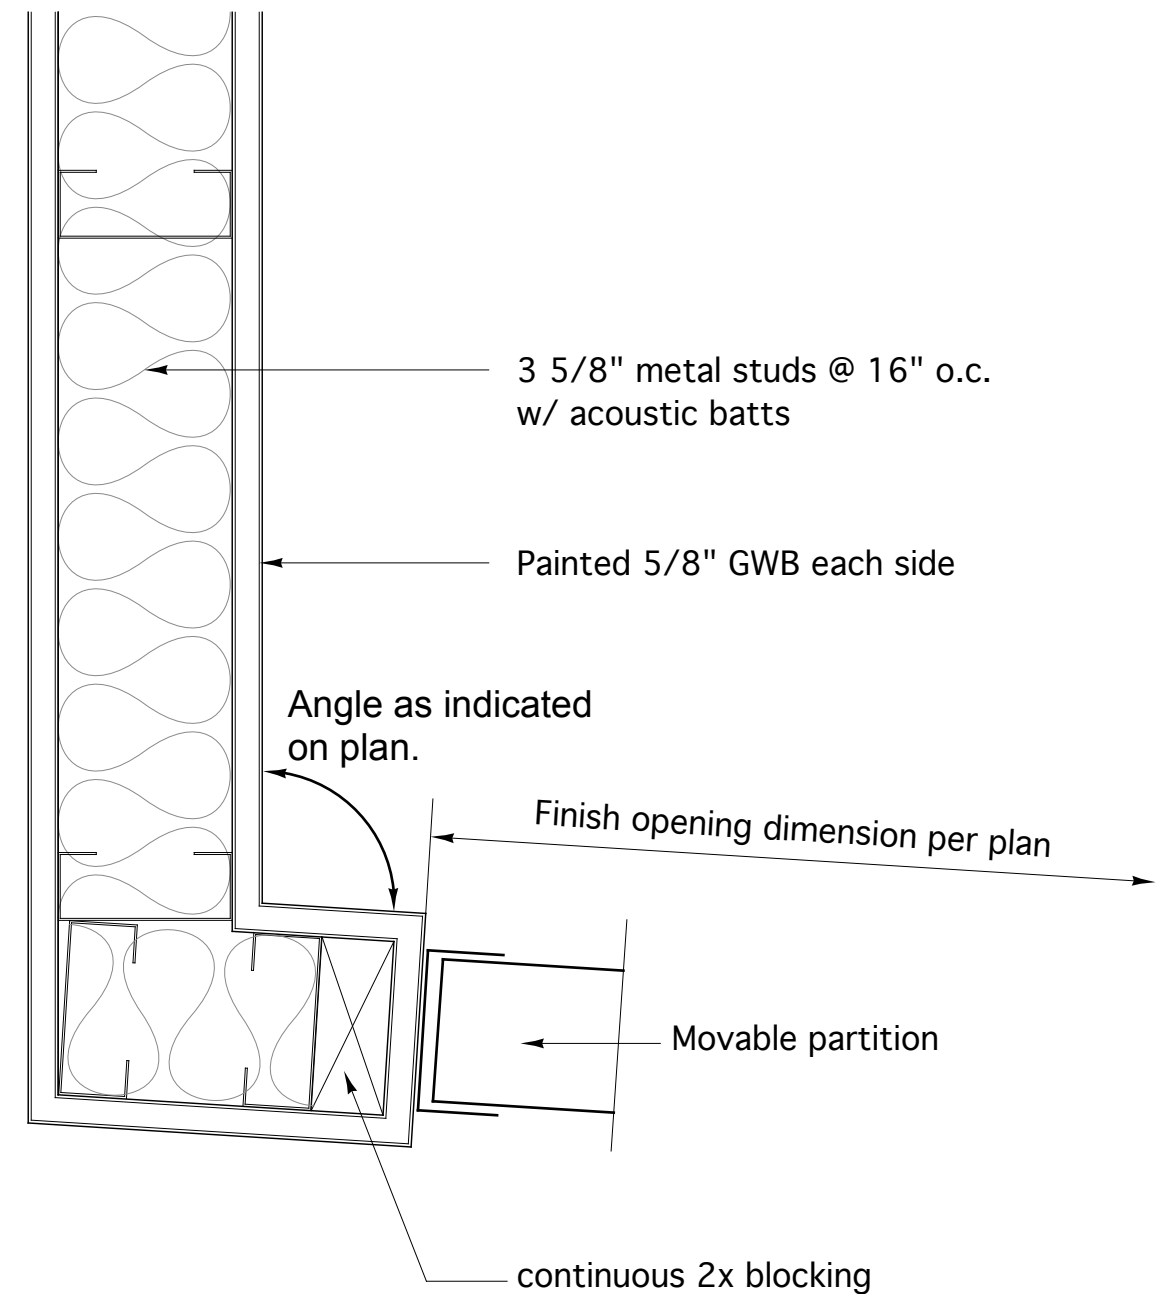 3 5/8" metal studs @ 16" o.c.
w/ acoustic batts
Painted 5/8" GWB each side
Angle as indicated
on plan.
Finish opening dimension per plan
Movable partition
continuous 2x blocking